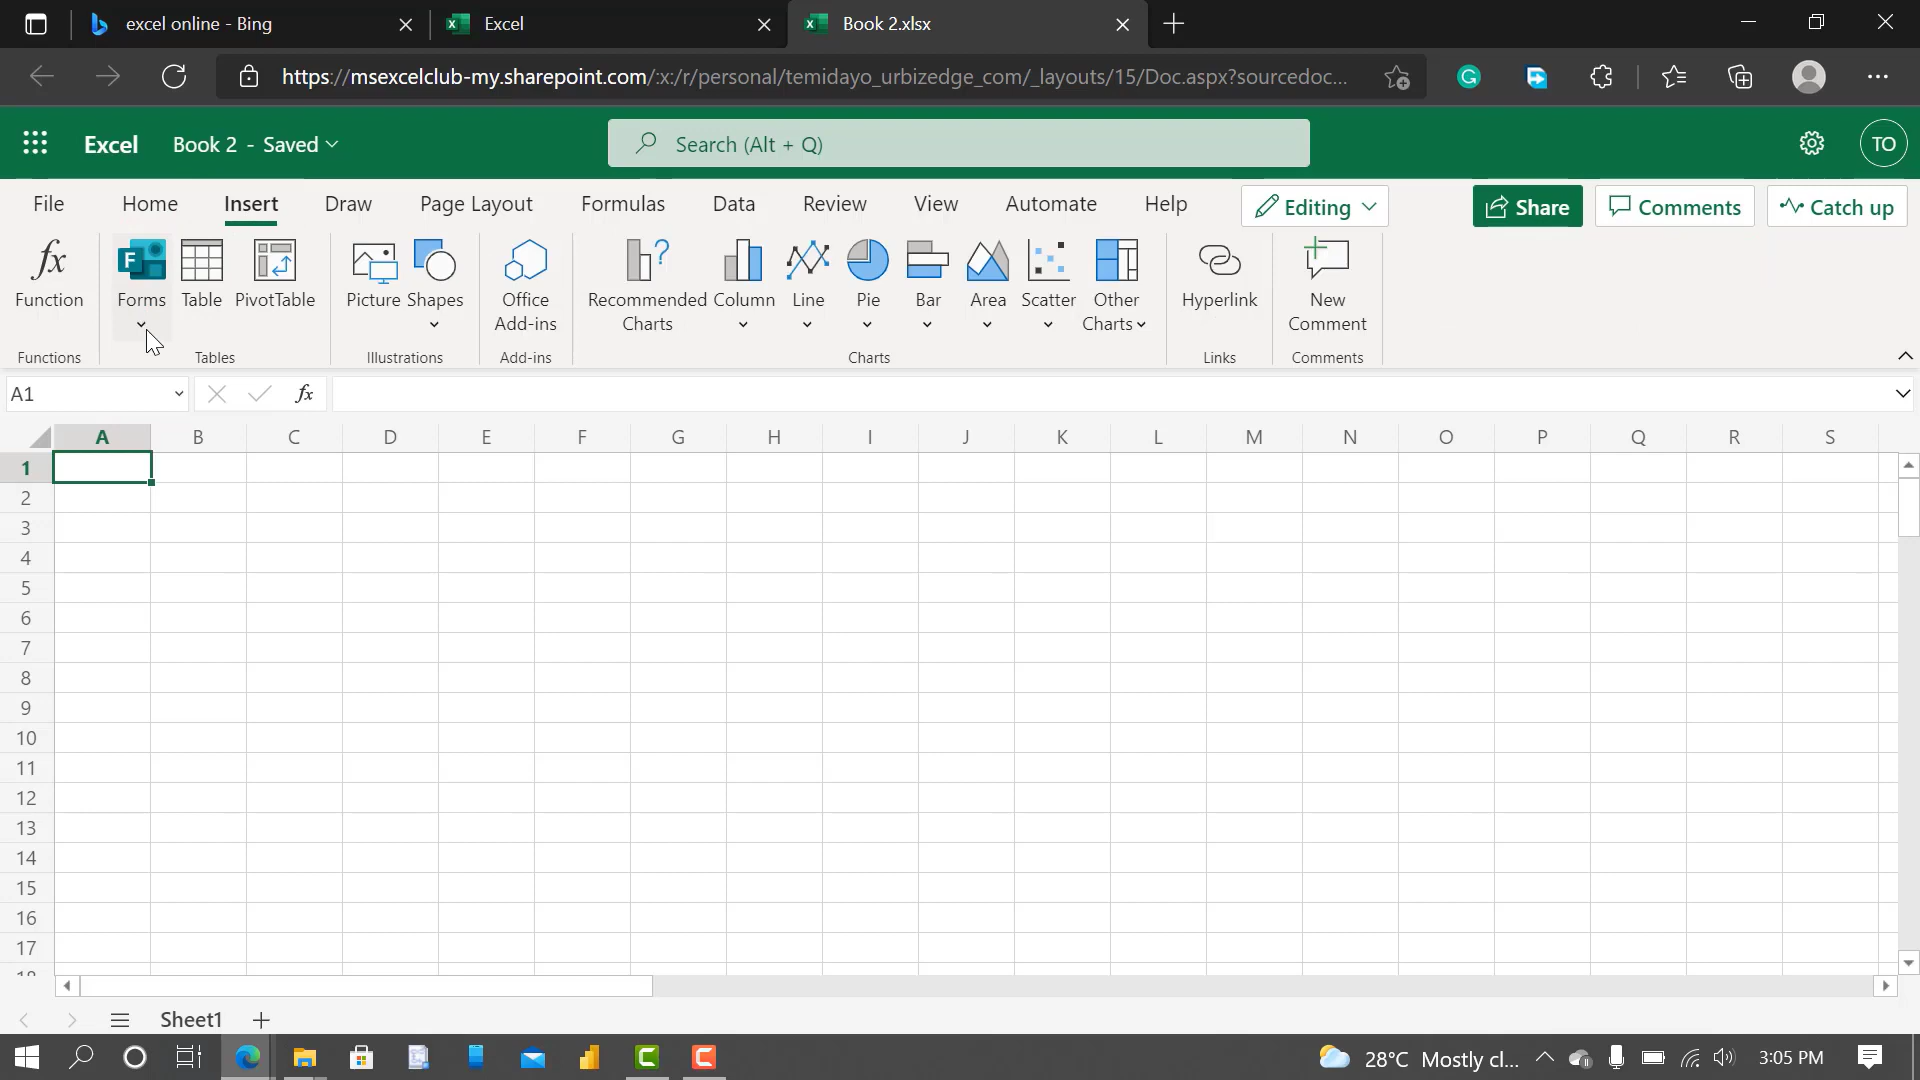 excel online - Bing
Excel
Book 2.xlsx
https://msexcelclub-my.sharepoint.com/:x:/r/personal/temidayo_urbizedge_com/_layouts/15/Doc.aspx?sourcedoc...
Excel
Book 2 - Saved
Search (Alt + Q)
TO
File
Home
Insert
Draw
Page Layout
Formulas
Data
Review
View
Automate
Help
Editing
Share
Comments
Catch up
Function
Forms
Table
PivotTable
Picture
Shapes
Office
Add-ins
Recommended
Charts
Column
Line
Pie
Bar
Area
Scatter
Other
Charts
Hyperlink
New
Comment
Functions
Tables
Illustrations
Add-ins
Charts
Links
Comments
A1
fx
A B C D E F G H I J K L M N O P Q R S
1
2
3
4
5
6
7
8
9
10
11
12
13
14
15
16
17
18
Sheet1
28°C Mostly cl...
3:05 PM